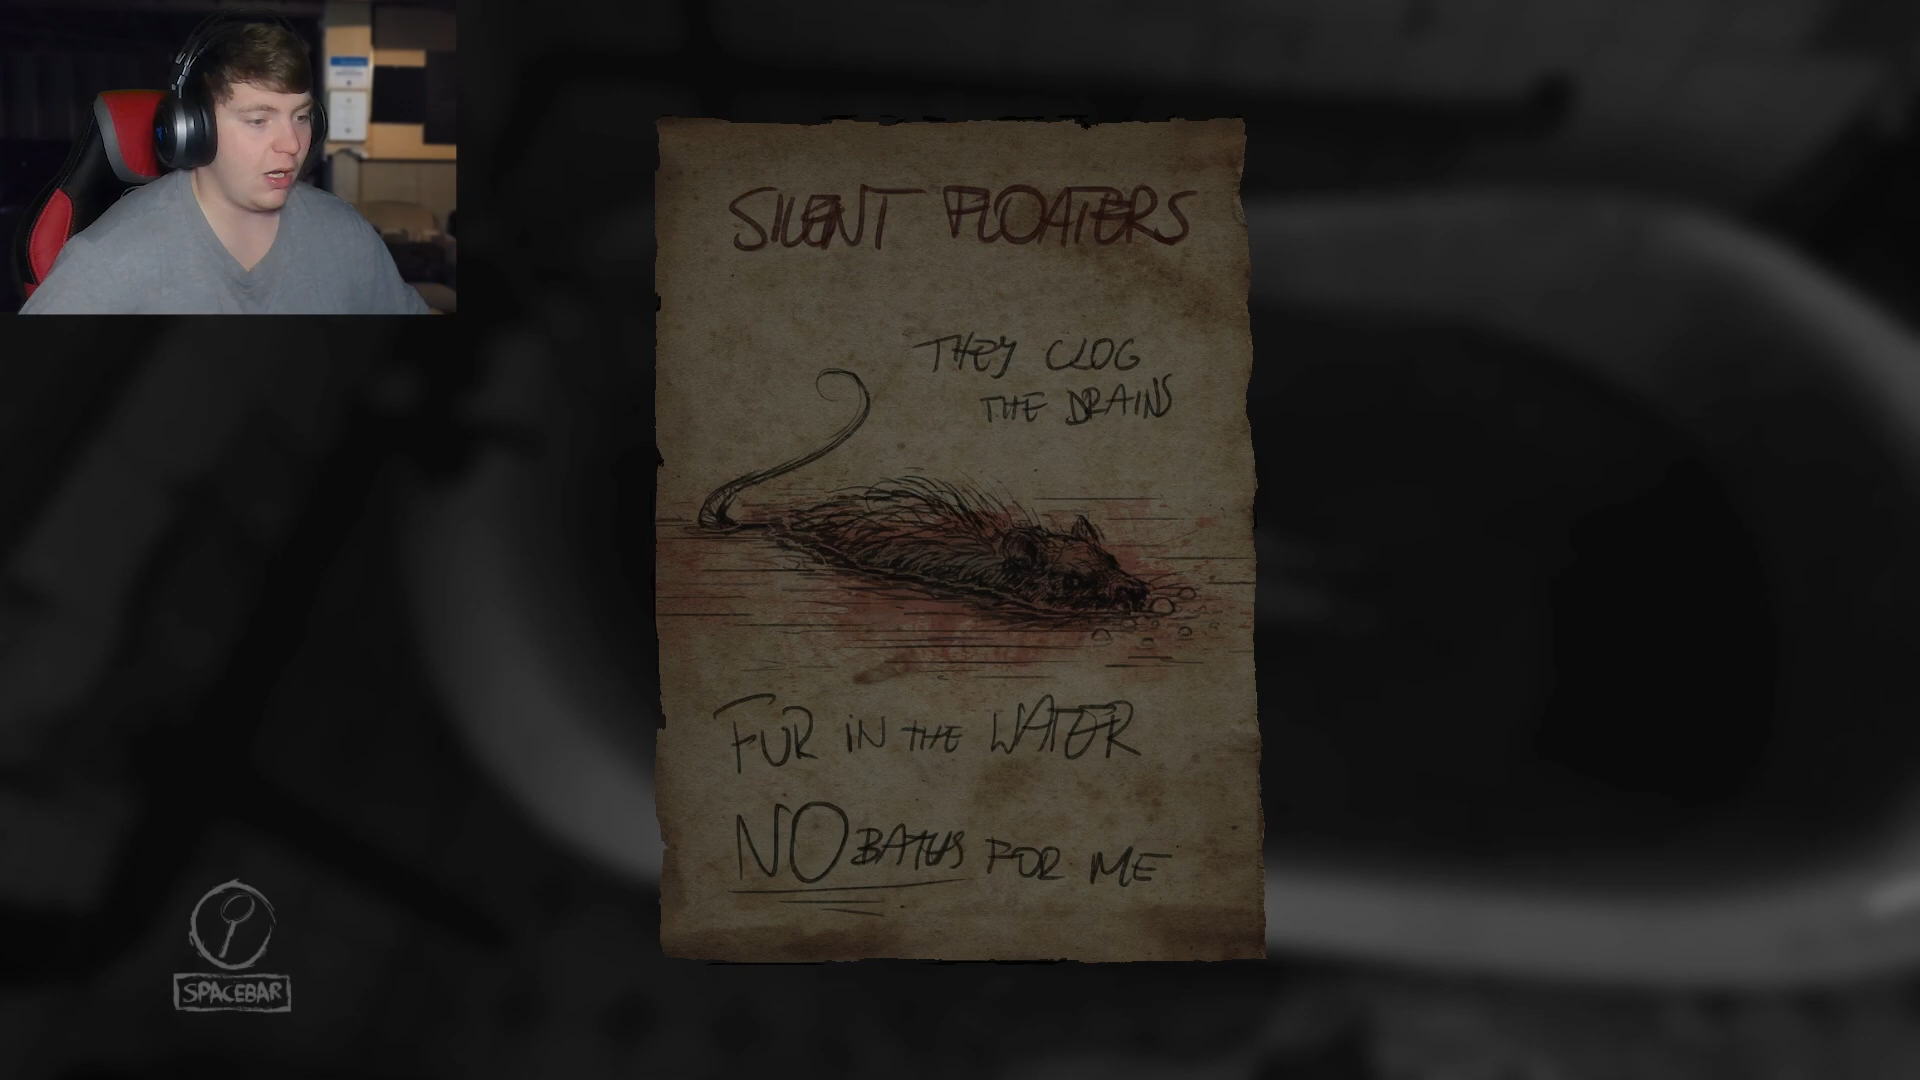 SILENT FLOATERS
THEY CLOG
THE DRAINS
FUR IN THE WATER
NO BATHS FOR ME
SPACEBAR